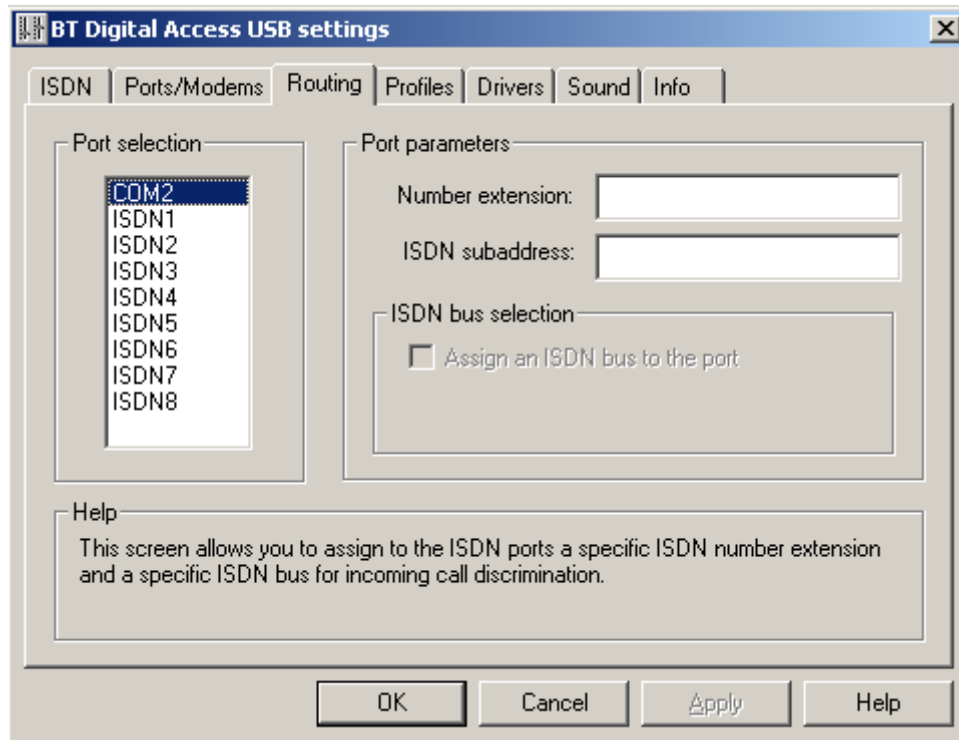 BT Digital Access USB settings
ISDN Ports/Modems Routing Profiles Drivers Sound Info
Port selection
COM2
ISDN1
ISDN2
ISDN3
ISDN4
ISDN5
ISDN6
ISDN7
ISDN8
Port parameters
Number extension:
ISDN subaddress:
ISDN bus selection
Assign an ISDN bus to the port
Help
This screen allows you to assign to the ISDN ports a specific ISDN number extension
and a specific ISDN bus for incoming call discrimination.
OK Cancel Apply Help